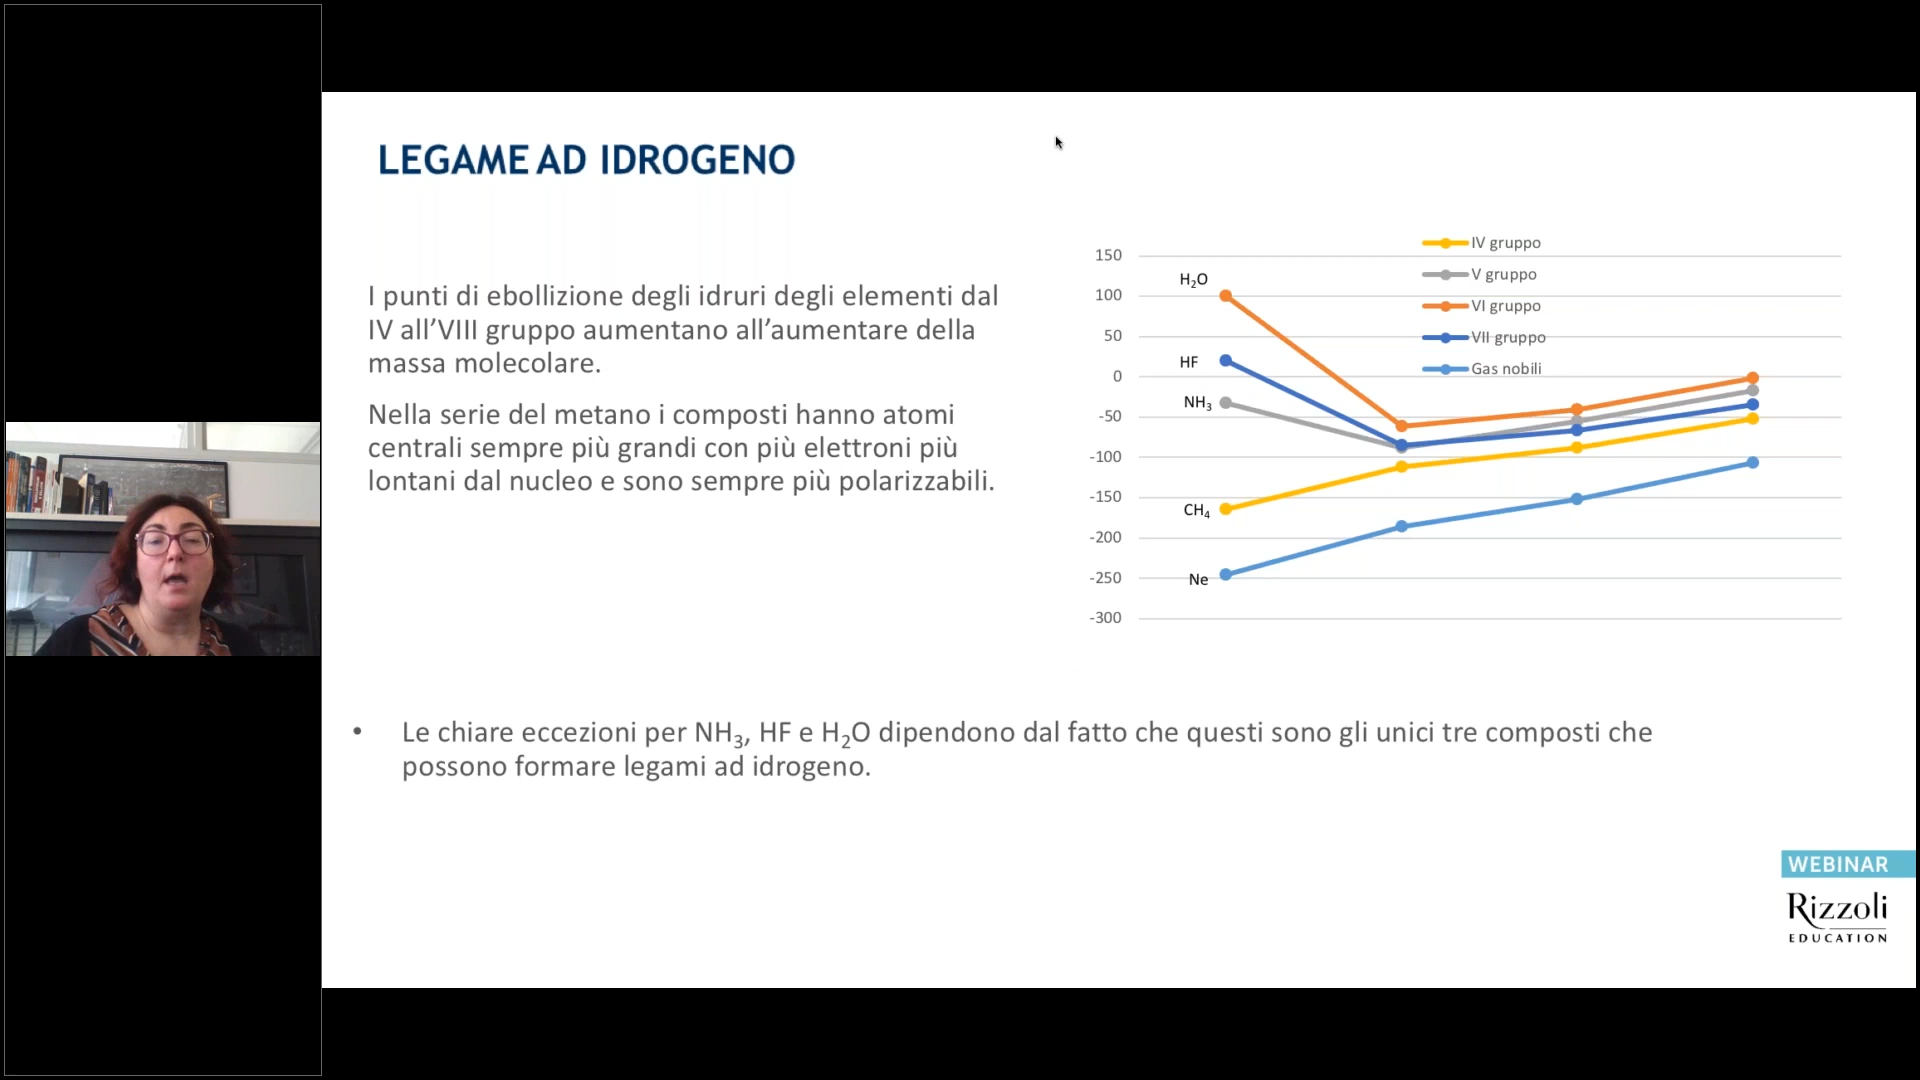 LEGAME AD IDROGENO
I punti di ebollizione degli idruri degli elementi dal
IV all’VIII gruppo aumentano all’aumentare della
massa molecolare.
Nella serie del metano i composti hanno atomi
centrali sempre più grandi con più elettroni più
lontani dal nucleo e sono sempre più polarizzabili.
IV gruppo
V gruppo
VI gruppo
VII gruppo
Gas nobili
150
100
50
0
-50
-100
-150
-200
-250
-300
H₂O
HF
NH₃
CH₄
Ne
• Le chiare eccezioni per NH₃, HF e H₂O dipendono dal fatto che questi sono gli unici tre composti che
possono formare legami ad idrogeno.
WEBINAR
Rizzoli
EDUCATION